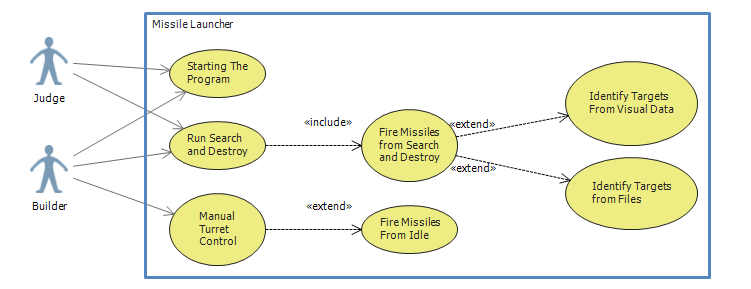 Missile Launcher
Judge
Builder
Starting The
Program
Run Search
and Destroy
Manual
Turret
Control
«include»
«extend»
Fire Missiles
from Search
and Destroy
Fire Missiles
From Idle
«extend»
«extend»
Identify Targets
From Visual Data
Identify Targets
from Files